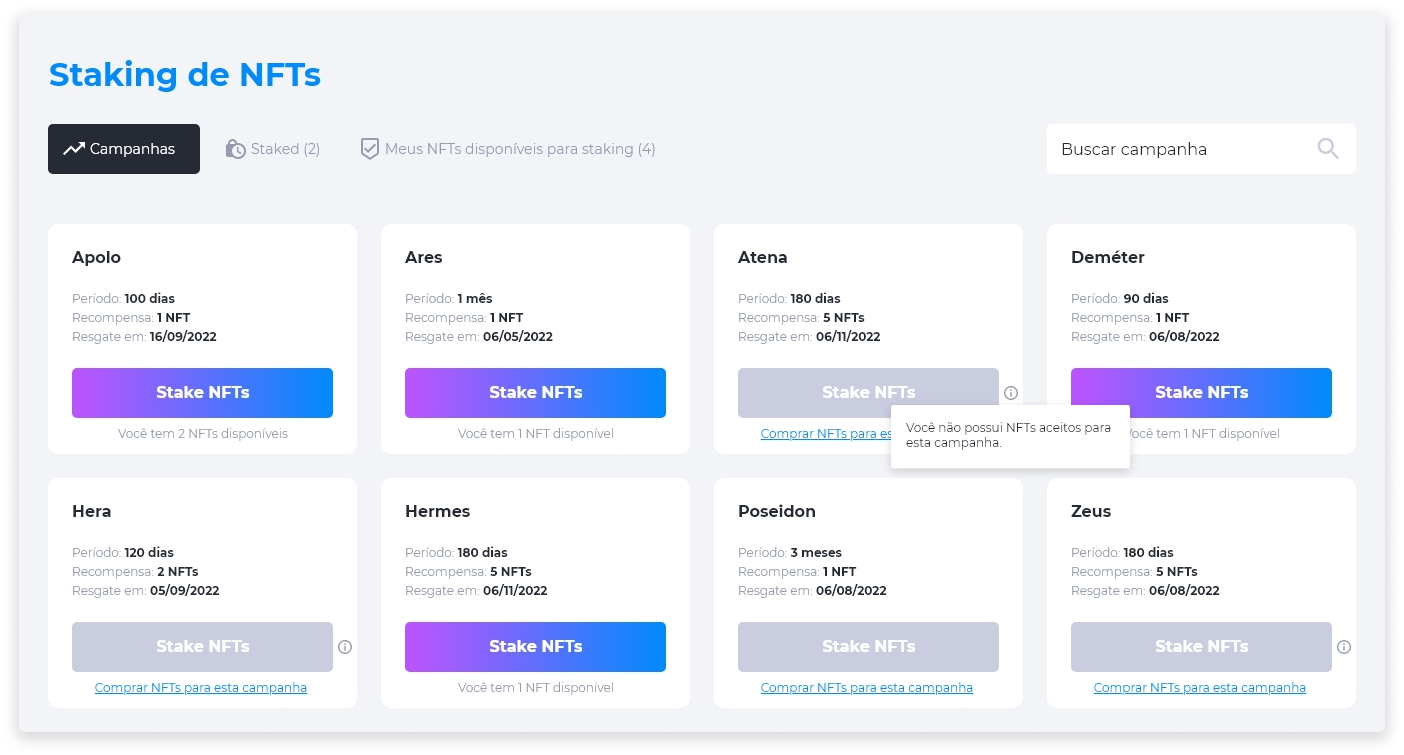 Staking de NFTs
Campanhas
Staked (2)
Meus NFTs disponíveis para staking (4)
Buscar campanha
Apolo
Período: 100 dias
Recompensa: 1 NFT
Resgate em: 16/09/2022
Stake NFTs
Você tem 2 NFTs disponíveis
Ares
Período: 1 mês
Recompensa: 1 NFT
Resgate em: 06/05/2022
Stake NFTs
Você tem 1 NFT disponível
Atena
Período: 180 dias
Recompensa: 5 NFTs
Resgate em: 06/11/2022
Stake NFTs
Comprar NFTs para es
Você não possui NFTs aceitos para
esta campanha.
Deméter
Período: 90 dias
Recompensa: 1 NFT
Resgate em: 06/08/2022
Stake NFTs
Você tem 1 NFT disponível
Hera
Período: 120 dias
Recompensa: 2 NFTs
Resgate em: 05/09/2022
Stake NFTs
Comprar NFTs para esta campanha
Hermes
Período: 180 dias
Recompensa: 5 NFTs
Resgate em: 06/11/2022
Stake NFTs
Você tem 1 NFT disponível
Poseidon
Período: 3 meses
Recompensa: 1 NFT
Resgate em: 06/08/2022
Stake NFTs
Comprar NFTs para esta campanha
Zeus
Período: 180 dias
Recompensa: 5 NFTs
Resgate em: 06/08/2022
Stake NFTs
Comprar NFTs para esta campanha